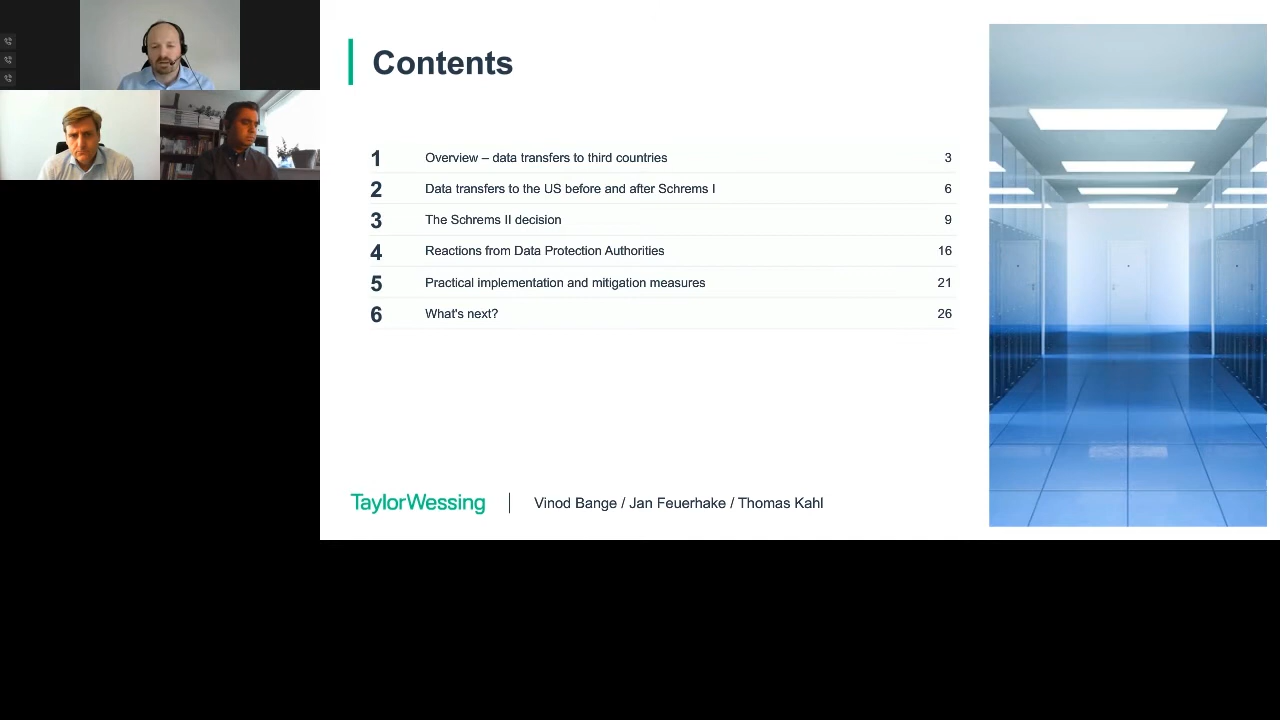 Contents
1 Overview – data transfers to third countries 3
2 Data transfers to the US before and after Schrems I 6
3 The Schrems II decision 9
4 Reactions from Data Protection Authorities 16
5 Practical implementation and mitigation measures 21
6 What's next? 26
TaylorWessing | Vinod Bange / Jan Feuerhake / Thomas Kahl